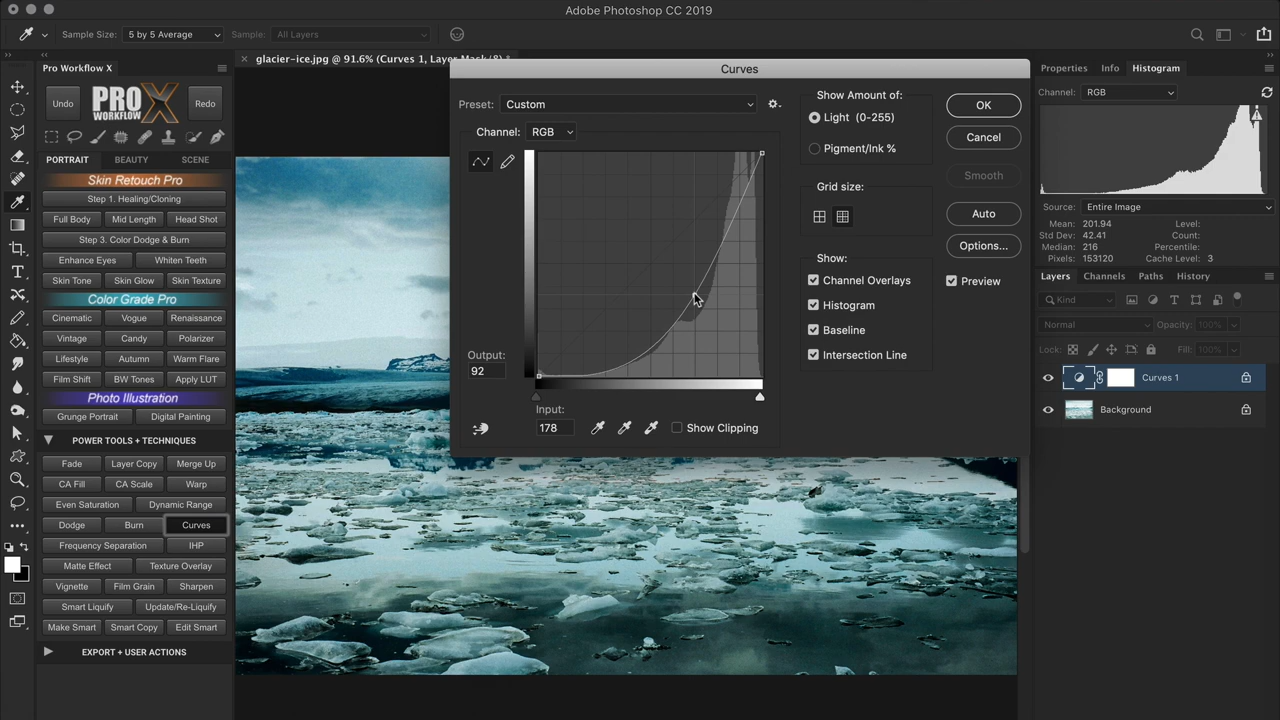 Adobe Photoshop CC 2019
Sample Size: 5 by 5 Average Sample: All Layers
glacier-ice.jpg @ 91.6% (Curves 1, Layer Mask/8) *
Pro Workflow X
Undo PRO WORKFLOW X Redo
PORTRAIT BEAUTY SCENE
Skin Retouch Pro
Step 1. Healing/Cloning
Full Body Mid Length Head Shot
Step 3. Color Dodge & Burn
Enhance Eyes Whiten Teeth
Skin Tone Skin Glow Skin Texture
Color Grade Pro
Cinematic Vogue Renaissance
Vintage Candy Polarizer
Lifestyle Autumn Warm Flare
Film Shift BW Tones Apply LUT
Photo Illustration
Grunge Portrait Digital Painting
POWER TOOLS + TECHNIQUES
Fade Layer Copy Merge Up
CA Fill CA Scale Warp
Even Saturation Dynamic Range
Dodge Burn Curves
Frequency Separation IHP
Matte Effect Texture Overlay
Vignette Film Grain Sharpen
Smart Liquify Update/Re-Liquify
Make Smart Smart Copy Edit Smart
EXPORT + USER ACTIONS
Curves
Preset: Custom
Channel: RGB
Output:
92
Input:
178
Show Clipping
Show Amount of:
Light (0-255)
Pigment/Ink %
Grid size:
Show:
Channel Overlays
Histogram
Baseline
Intersection Line
OK
Cancel
Smooth
Auto
Options...
Preview
Properties Info Histogram
Channel: RGB
Source: Entire Image
Mean: 201.94 Level:
Std Dev: 42.41 Count:
Median: 216 Percentile:
Pixels: 153120 Cache Level: 3
Layers Channels Paths History
Kind
Normal Opacity: 100%
Lock: Fill: 100%
Curves 1
Background